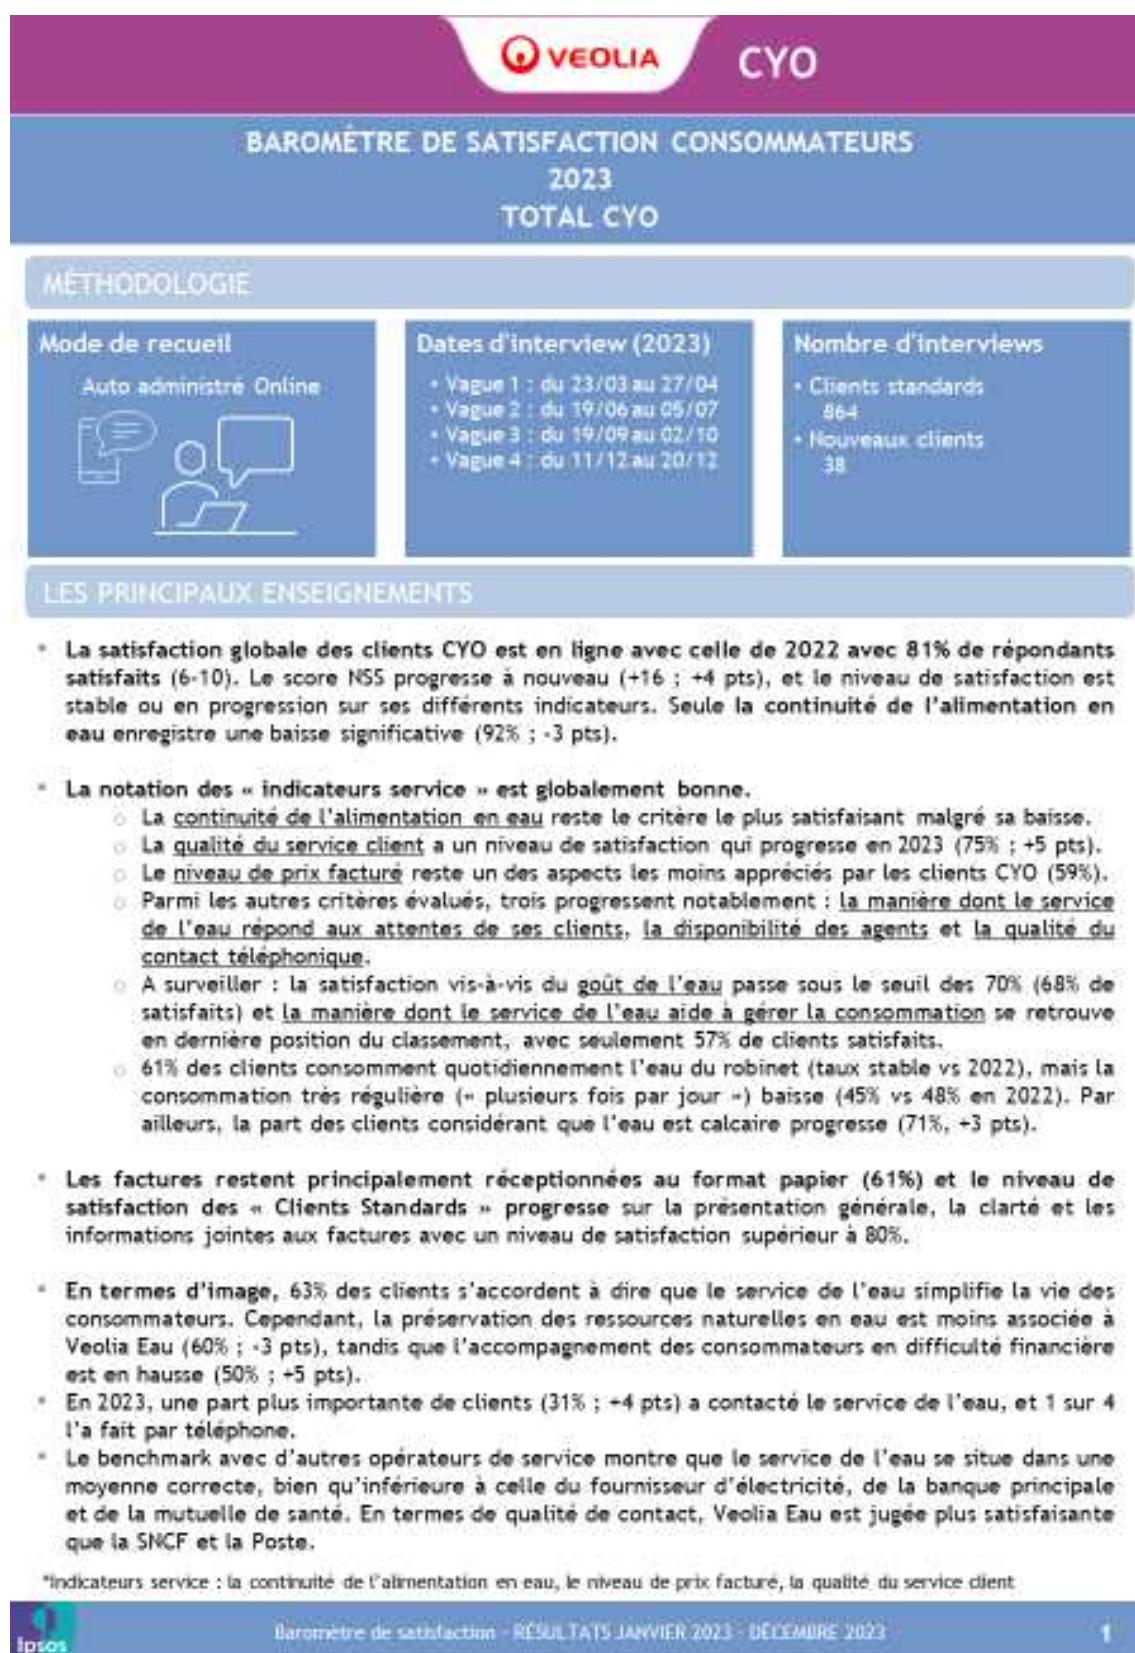 VEOLIA
CYO
BAROMÈTRE DE SATISFACTION CONSOMMATEURS
2023
TOTAL CYO
MÉTHODOLOGIE
Mode de recueil
Auto administré Online
Dates d'interview (2023)
• Vague 1 : du 23/03 au 27/04
• Vague 2 : du 19/06 au 05/07
• Vague 3 : du 19/09 au 02/10
• Vague 4 : du 11/12 au 20/12
Nombre d'interviews
• Clients standards
864
• Nouveaux clients
38
LES PRINCIPAUX ENSEIGNEMENTS
• La satisfaction globale des clients CYO est en ligne avec celle de 2022 avec 81% de répondants
satisfaits (6-10). Le score NSS progresse à nouveau (+16 ; +4 pts), et le niveau de satisfaction est
stable ou en progression sur ses différents indicateurs. Seule la continuité de l'alimentation en
eau enregistre une baisse significative (92% ; -3 pts).
• La notation des « indicateurs service » est globalement bonne.
o La continuité de l'alimentation en eau reste le critère le plus satisfaisant malgré sa baisse.
o La qualité du service client a un niveau de satisfaction qui progresse en 2023 (75% ; +5 pts).
o Le niveau de prix facturé reste un des aspects les moins appréciés par les clients CYO (59%).
o Parmi les autres critères évalués, trois progressent notablement : la manière dont le service
de l'eau répond aux attentes de ses clients, la disponibilité des agents et la qualité du
contact téléphonique.
o A surveiller : la satisfaction vis-à-vis du goût de l'eau passe sous le seuil des 70% (68% de
satisfaits) et la manière dont le service de l'eau aide à gérer la consommation se retrouve
en dernière position du classement, avec seulement 57% de clients satisfaits.
o 61% des clients consomment quotidiennement l'eau du robinet (taux stable vs 2022), mais la
consommation très régulière (« plusieurs fois par jour ») baisse (45% vs 48% en 2022). Par
ailleurs, la part des clients considérant que l'eau est calcaire progresse (71%, +3 pts).
• Les factures restent principalement réceptionnées au format papier (61%) et le niveau de
satisfaction des « Clients Standards » progresse sur la présentation générale, la clarté et les
informations jointes aux factures avec un niveau de satisfaction supérieur à 80%.
• En termes d'image, 63% des clients s'accordent à dire que le service de l'eau simplifie la vie des
consommateurs. Cependant, la préservation des ressources naturelles en eau est moins associée à
Veolia Eau (60% ; -3 pts), tandis que l'accompagnement des consommateurs en difficulté financière
est en hausse (50% ; +5 pts).
• En 2023, une part plus importante de clients (31% ; +4 pts) a contacté le service de l'eau, et 1 sur 4
l'a fait par téléphone.
• Le benchmark avec d'autres opérateurs de service montre que le service de l'eau se situe dans une
moyenne correcte, bien qu'inférieure à celle du fournisseur d'électricité, de la banque principale
et de la mutuelle de santé. En termes de qualité de contact, Veolia Eau est jugée plus satisfaisante
que la SNCF et la Poste.
*Indicateurs service : la continuité de l'alimentation en eau, le niveau de prix facturé, la qualité du service client
Ipsos
Baromètre de satisfaction - RÉSULTATS JANVIER 2023 - DÉCEMBRE 2023
1